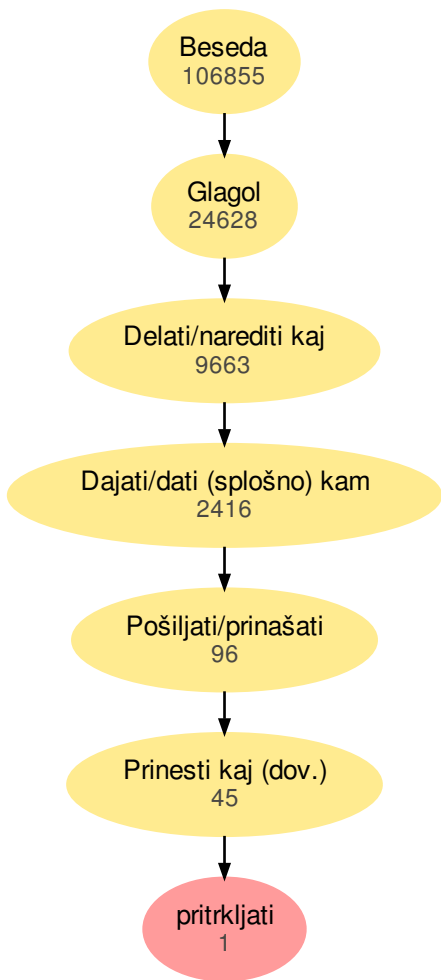 Beseda
106855
Glagol
24628
Delati/narediti kaj
9663
Dajati/dati (splošno) kam
2416
Pošiljati/prinašati
96
Prinesti kaj (dov.)
45
pritrkljati
1